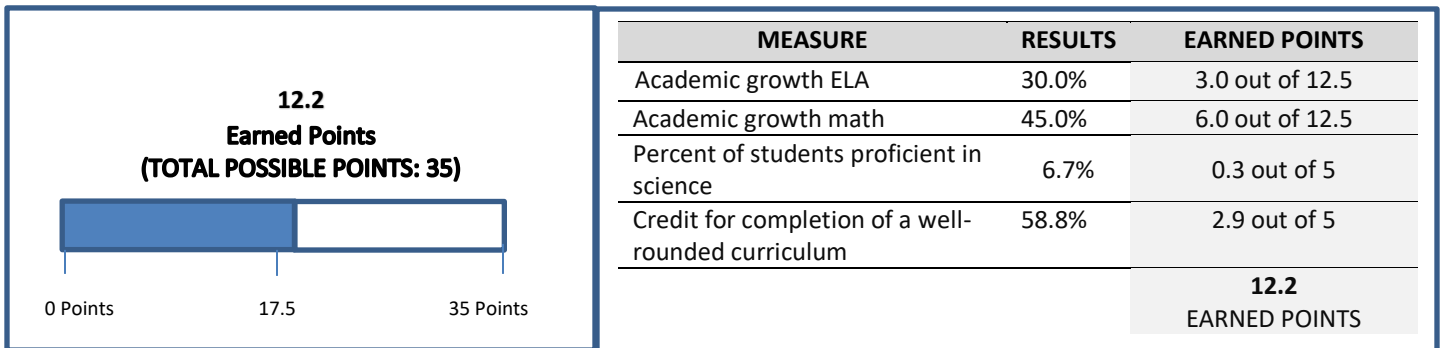 12.2
Earned Points
(TOTAL POSSIBLE POINTS: 35)
0 Points 17.5 35 Points
MEASURE RESULTS EARNED POINTS
Academic growth ELA 30.0% 3.0 out of 12.5
Academic growth math 45.0% 6.0 out of 12.5
Percent of students proficient in
science 6.7% 0.3 out of 5
Credit for completion of a well- 58.8% 2.9 out of 5
rounded curriculum
12.2
EARNED POINTS